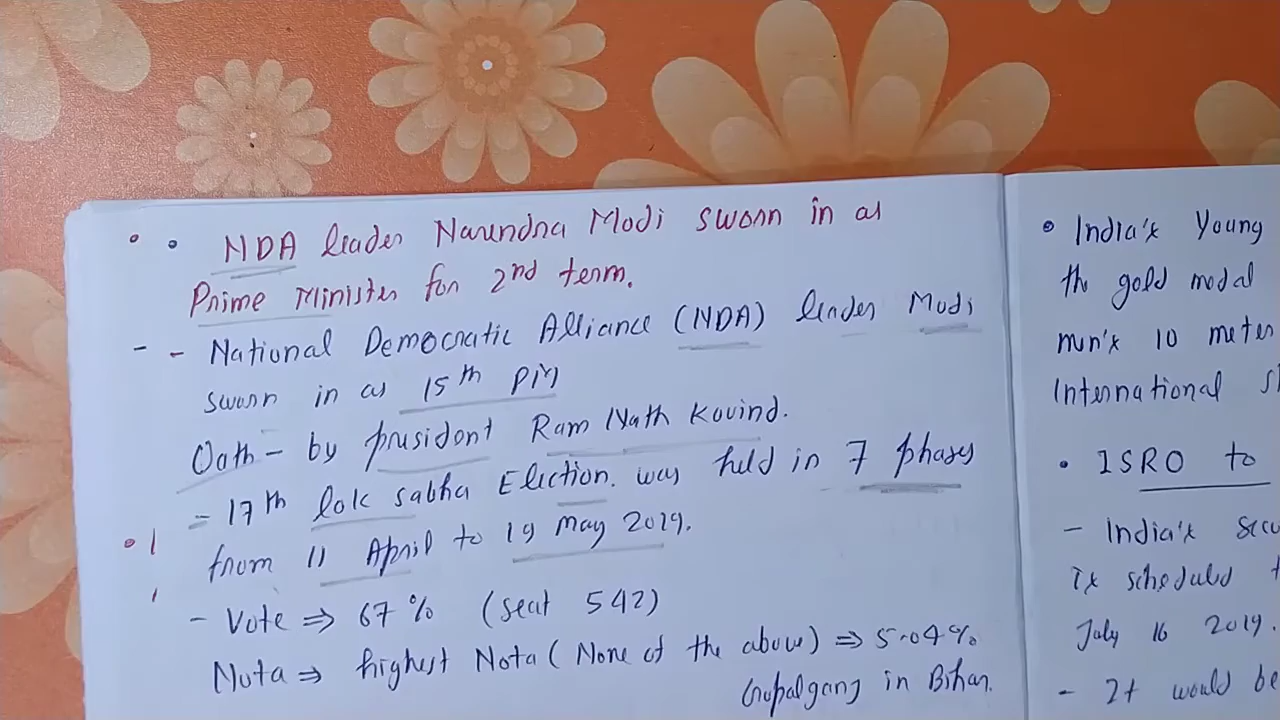 NDA leader Narendra Modi sworn in as
Prime Minister for 2nd term.
- - National Democratic Alliance (NDA) leader Modi
sworn in as 15th PM
Oath - by president Ram Nath Kovind.
= 17th lok sabha Election. was held in 7 phases
from 11 April to 19 May 2019.
- Vote ⇒ 67% (seat 542)
Nota ⇒ highest Nota (None of the above) ⇒ 5.04%
Gopalganj in Bihar.
• India's Young
the gold medal
men's 10 meter
International
• ISRO to
- India's
is scheduled
July 16 2019.
- It would be